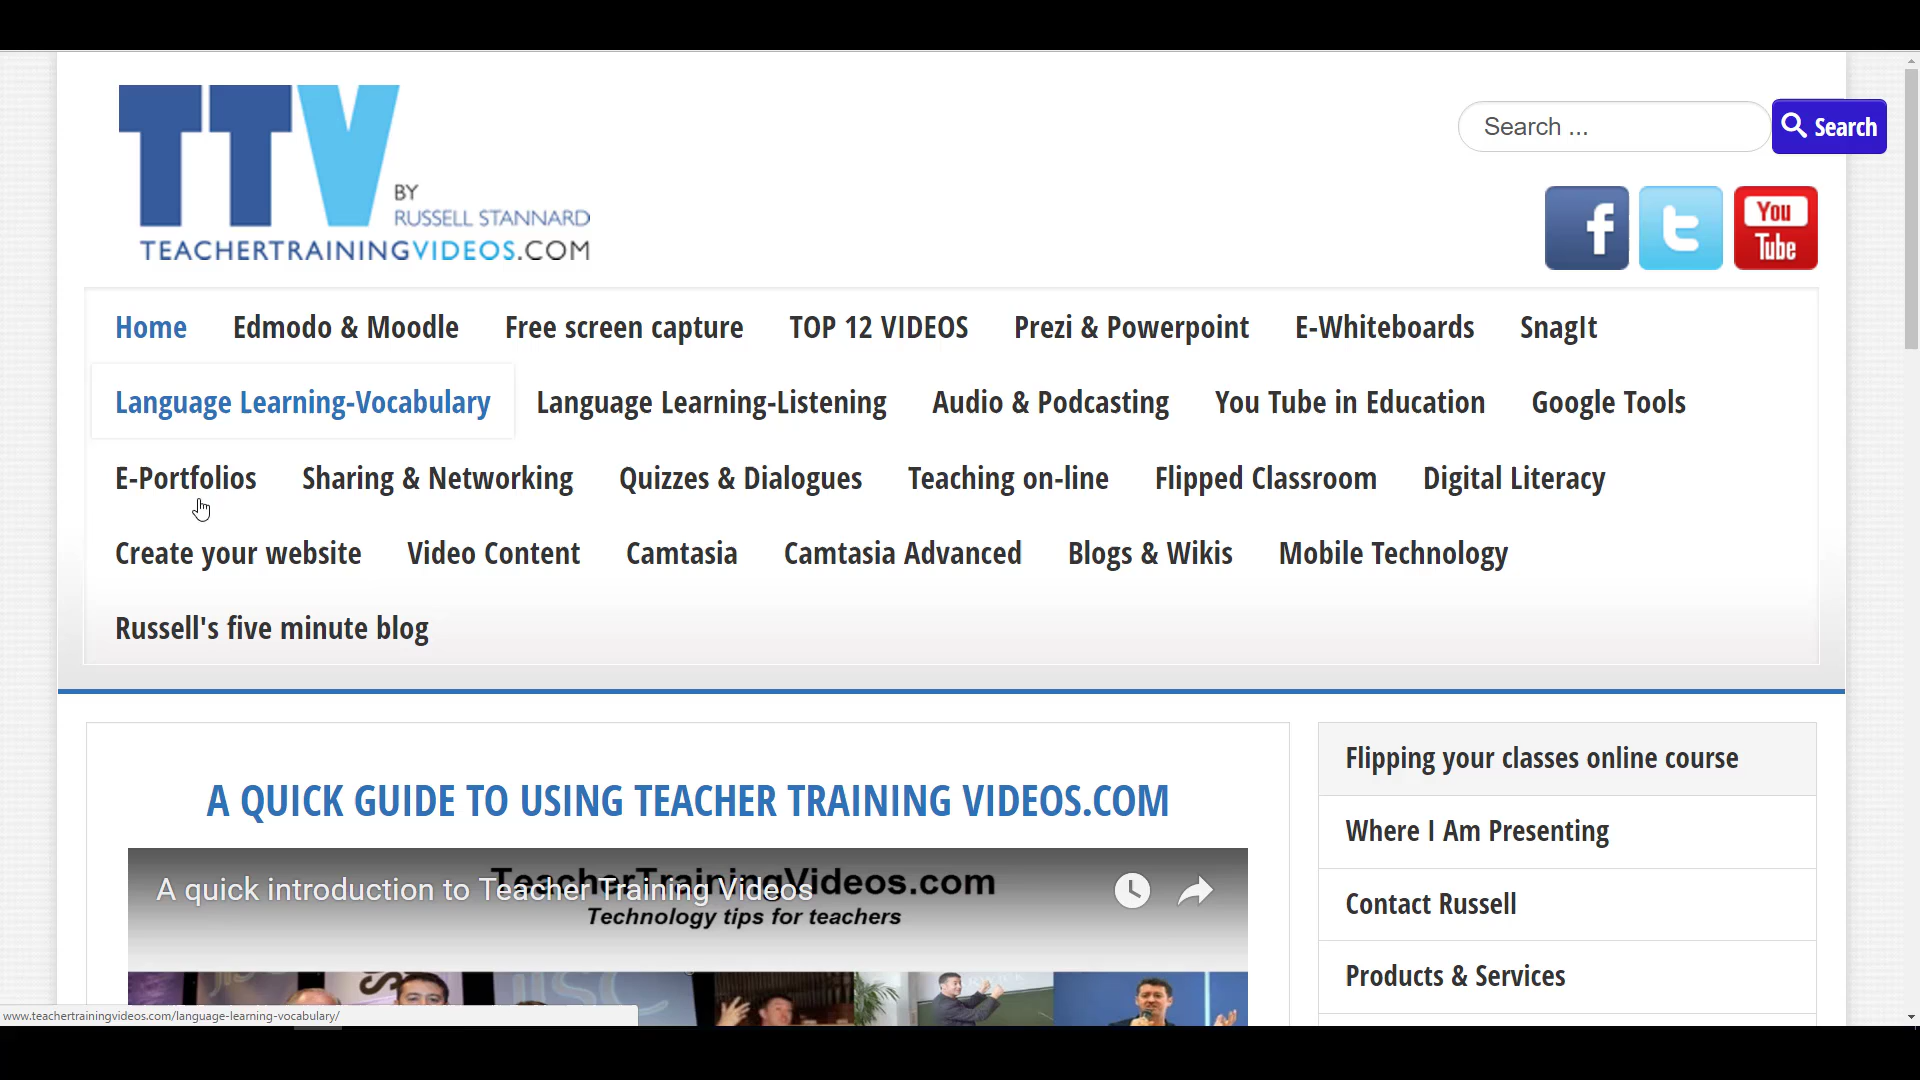 TTV
BY
RUSSELL STANNARD
TEACHERTRAININGVIDEOS.COM
Search ...
Search
f
t
You
Tube
Home Edmodo & Moodle Free screen capture TOP 12 VIDEOS Prezi & Powerpoint E-Whiteboards SnagIt
Language Learning-Vocabulary Language Learning-Listening Audio & Podcasting You Tube in Education Google Tools
E-Portfolios Sharing & Networking Quizzes & Dialogues Teaching on-line Flipped Classroom Digital Literacy
Create your website Video Content Camtasia Camtasia Advanced Blogs & Wikis Mobile Technology
Russell's five minute blog
A QUICK GUIDE TO USING TEACHER TRAINING VIDEOS.COM
TeacherTrainingVideos.com
A quick introduction to Teacher Training Videos
Technology tips for teachers
JISC
Flipping your classes online course
Where I Am Presenting
Contact Russell
Products & Services
www.teachertrainingvideos.com/language-learning-vocabulary/